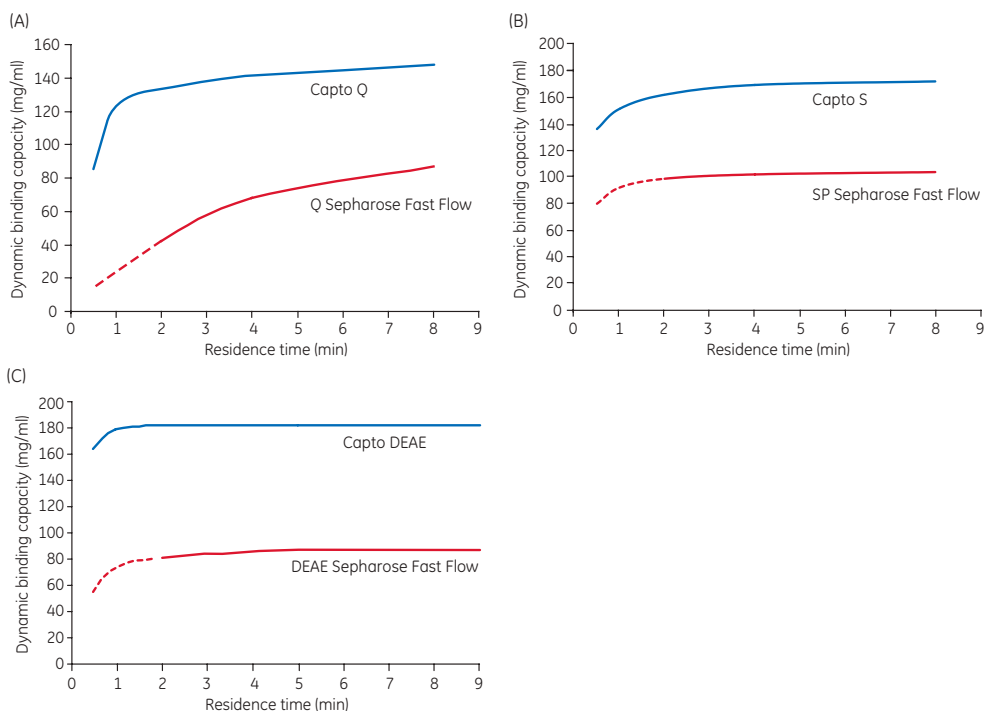 (A)
Dynamic binding capacity (mg/ml)
160
140
120
100
80
60
40
20
0
Capto Q
Q Sepharose Fast Flow
0 1 2 3 4 5 6 7 8 9
Residence time (min)
(B)
Dynamic binding capacity (mg/ml)
200
180
160
140
120
100
80
60
40
20
0
Capto S
SP Sepharose Fast Flow
0 1 2 3 4 5 6 7 8 9
Residence time (min)
(C)
Dynamic binding capacity (mg/ml)
200
180
160
140
120
100
80
60
40
20
0
Capto DEAE
DEAE Sepharose Fast Flow
0 1 2 3 4 5 6 7 8 9
Residence time (min)